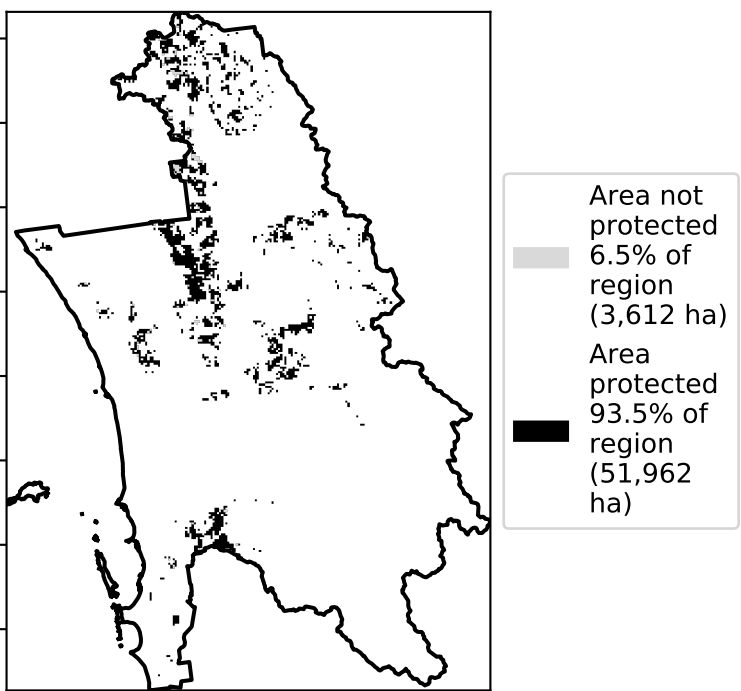 Area not
protected
6.5% of
region
(3,612 ha)
Area
protected
93.5% of
region
(51,962
ha)